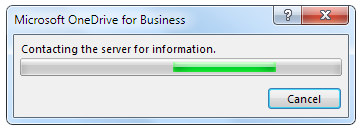 Microsoft OneDrive for Business
?
Contacting the server for information.
Cancel